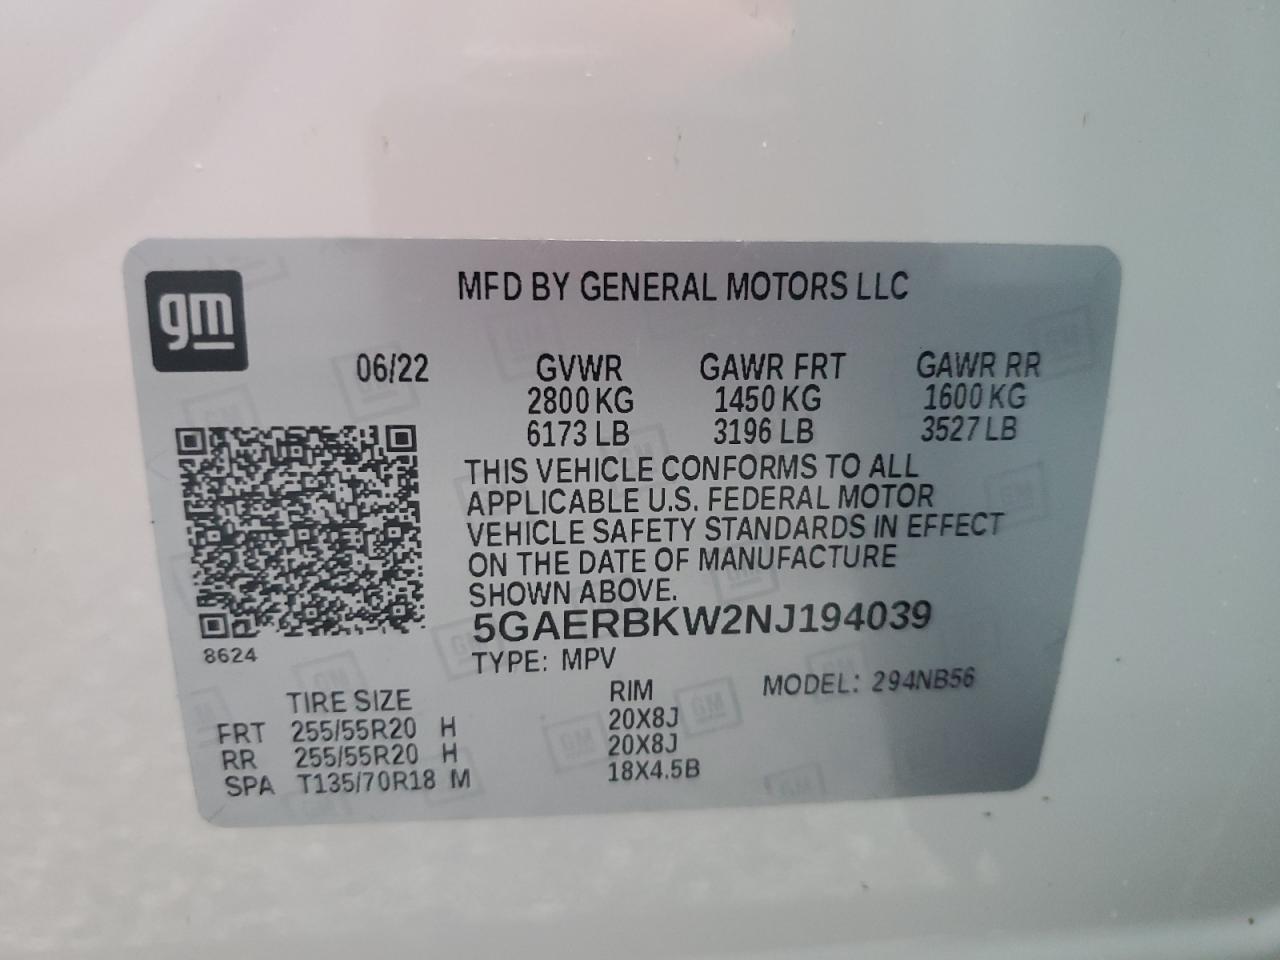 gm
MFD BY GENERAL MOTORS LLC
06/22 GVWR GAWR FRT GAWR RR
2800 KG 1450 KG 1600 KG
6173 LB 3196 LB 3527 LB
THIS VEHICLE CONFORMS TO ALL
APPLICABLE U.S. FEDERAL MOTOR
VEHICLE SAFETY STANDARDS IN EFFECT
ON THE DATE OF MANUFACTURE
SHOWN ABOVE.
5GAERBKW2NJ194039
8624
TYPE: MPV
MODEL: 294NB56
TIRE SIZE RIM
FRT 255/55R20 H 20X8J
RR 255/55R20 H 20X8J
SPA T135/70R18 M 18X4.5B